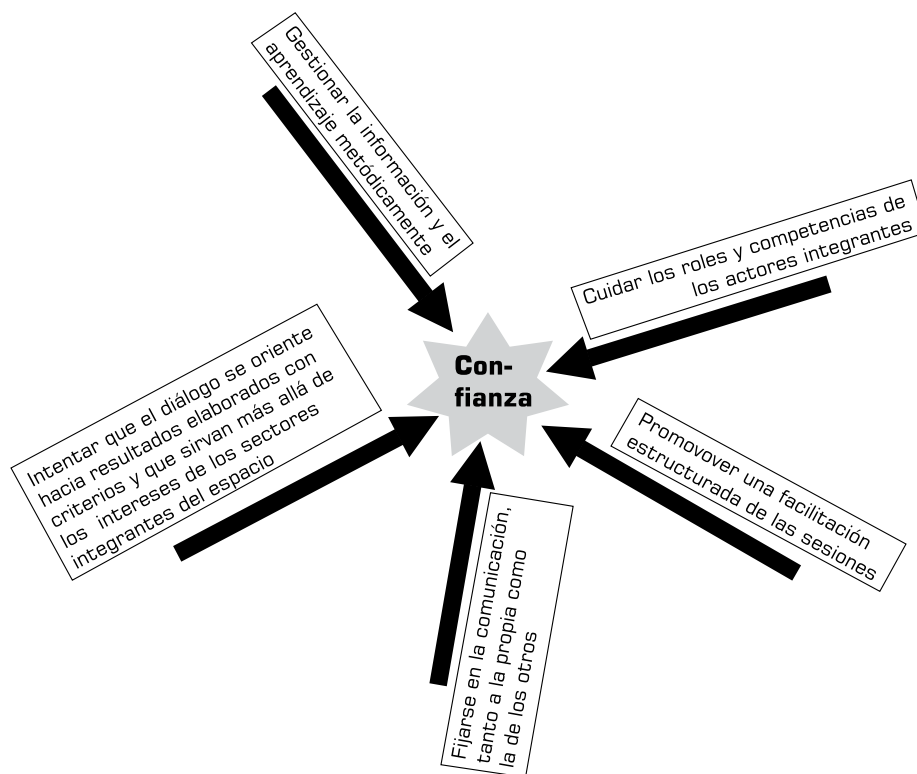 Gestionar la información y el
aprendizaje metódicamente
Cuidar los roles y competencias de
los actores integrantes
Con-
fianza
Intentar que el diálogo se oriente
hacia resultados elaborados con
criterios y que sirvan más allá de
los intereses de los sectores
integrantes del espacio
Promovover una facilitación
estructurada de las sesiones
Fijarse en la comunicación,
tanto a la propia como
la de los otros